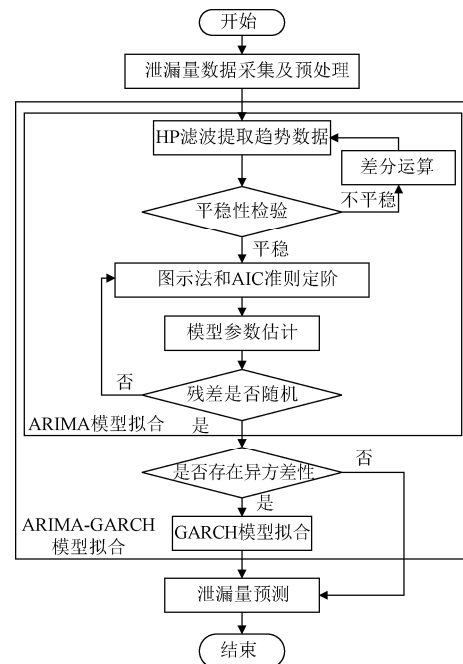 开始
泄漏量数据采集及预处理
HP滤波提取趋势数据
差分运算
平稳性检验
不平稳
平稳
图示法和AIC准则定阶
模型参数估计
否
残差是否随机
ARIMA模型拟合
是
是否存在异方差性
否
是
ARIMA-GARCH
模型拟合
GARCH模型拟合
泄漏量预测
结束